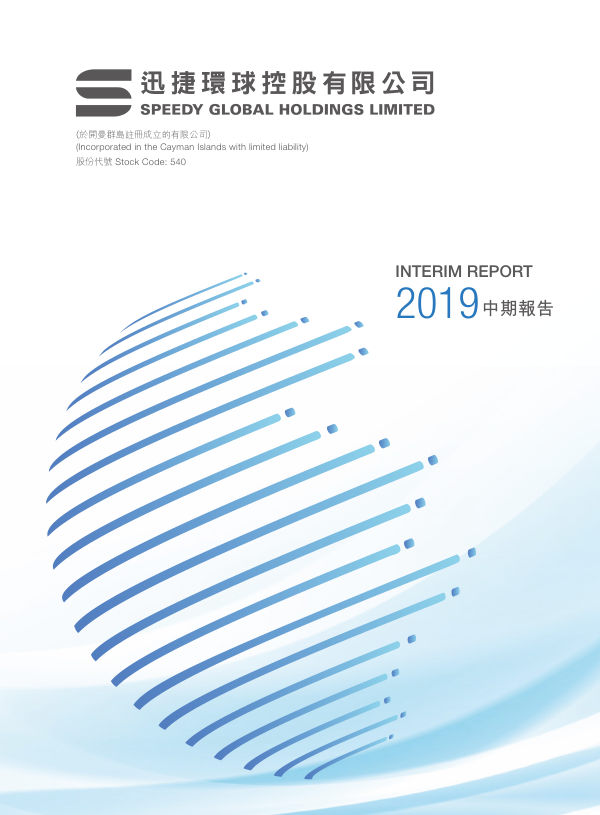 迅捷環球控股有限公司
SPEEDY GLOBAL HOLDINGS LIMITED
(於開曼群島註冊成立的有限公司)
(Incorporated in the Cayman Islands with limited liability)
股份代號 Stock Code: 540
INTERIM REPORT
2019 中期報告